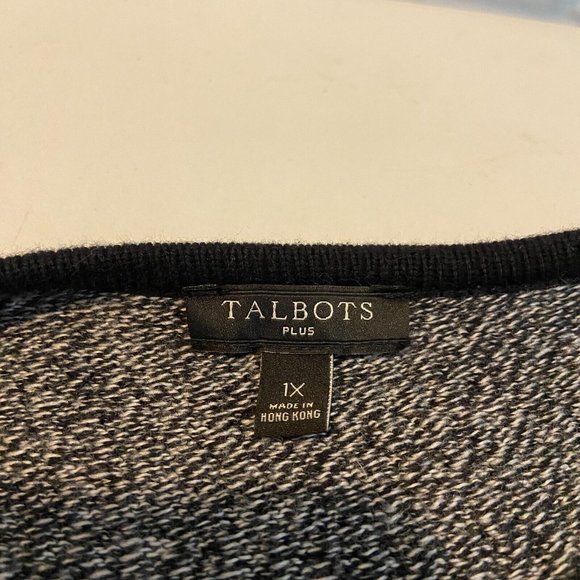 TALBOTS
PLUS
1X
MADE IN
HONG KONG